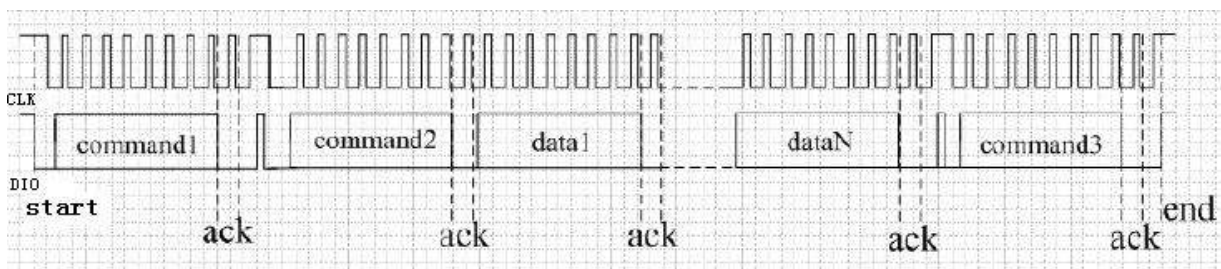 CLK
command1 command2 data1 dataN command3
DIO
start end
ack ack ack ack ack